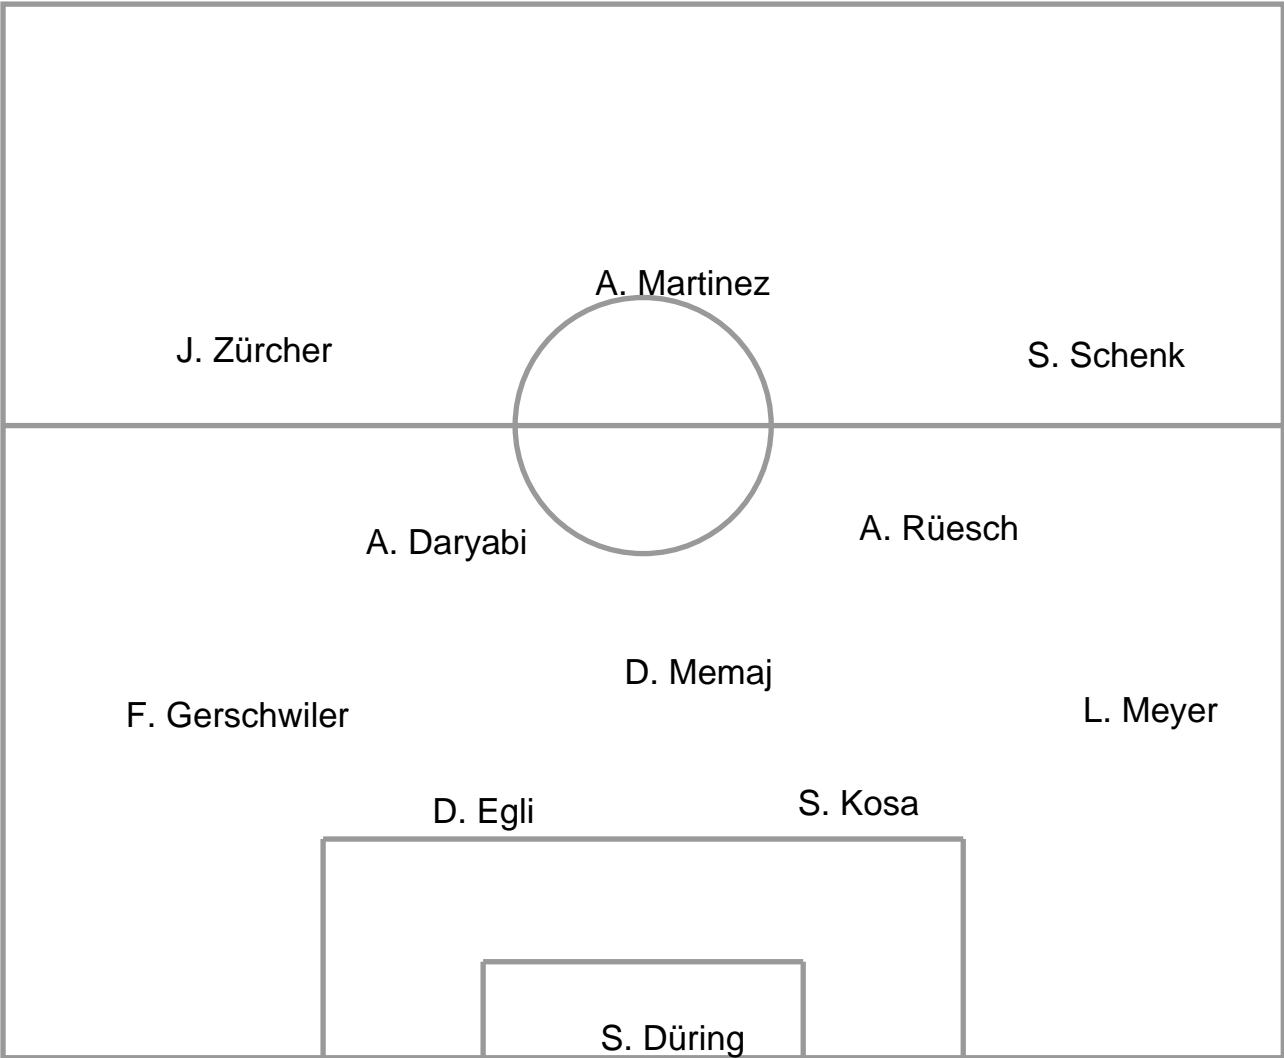 A. Martinez
J. Zürcher
S. Schenk
A. Daryabi
A. Rüesch
D. Memaj
F. Gerschwiler
L. Meyer
D. Egli
S. Kosa
S. Düring